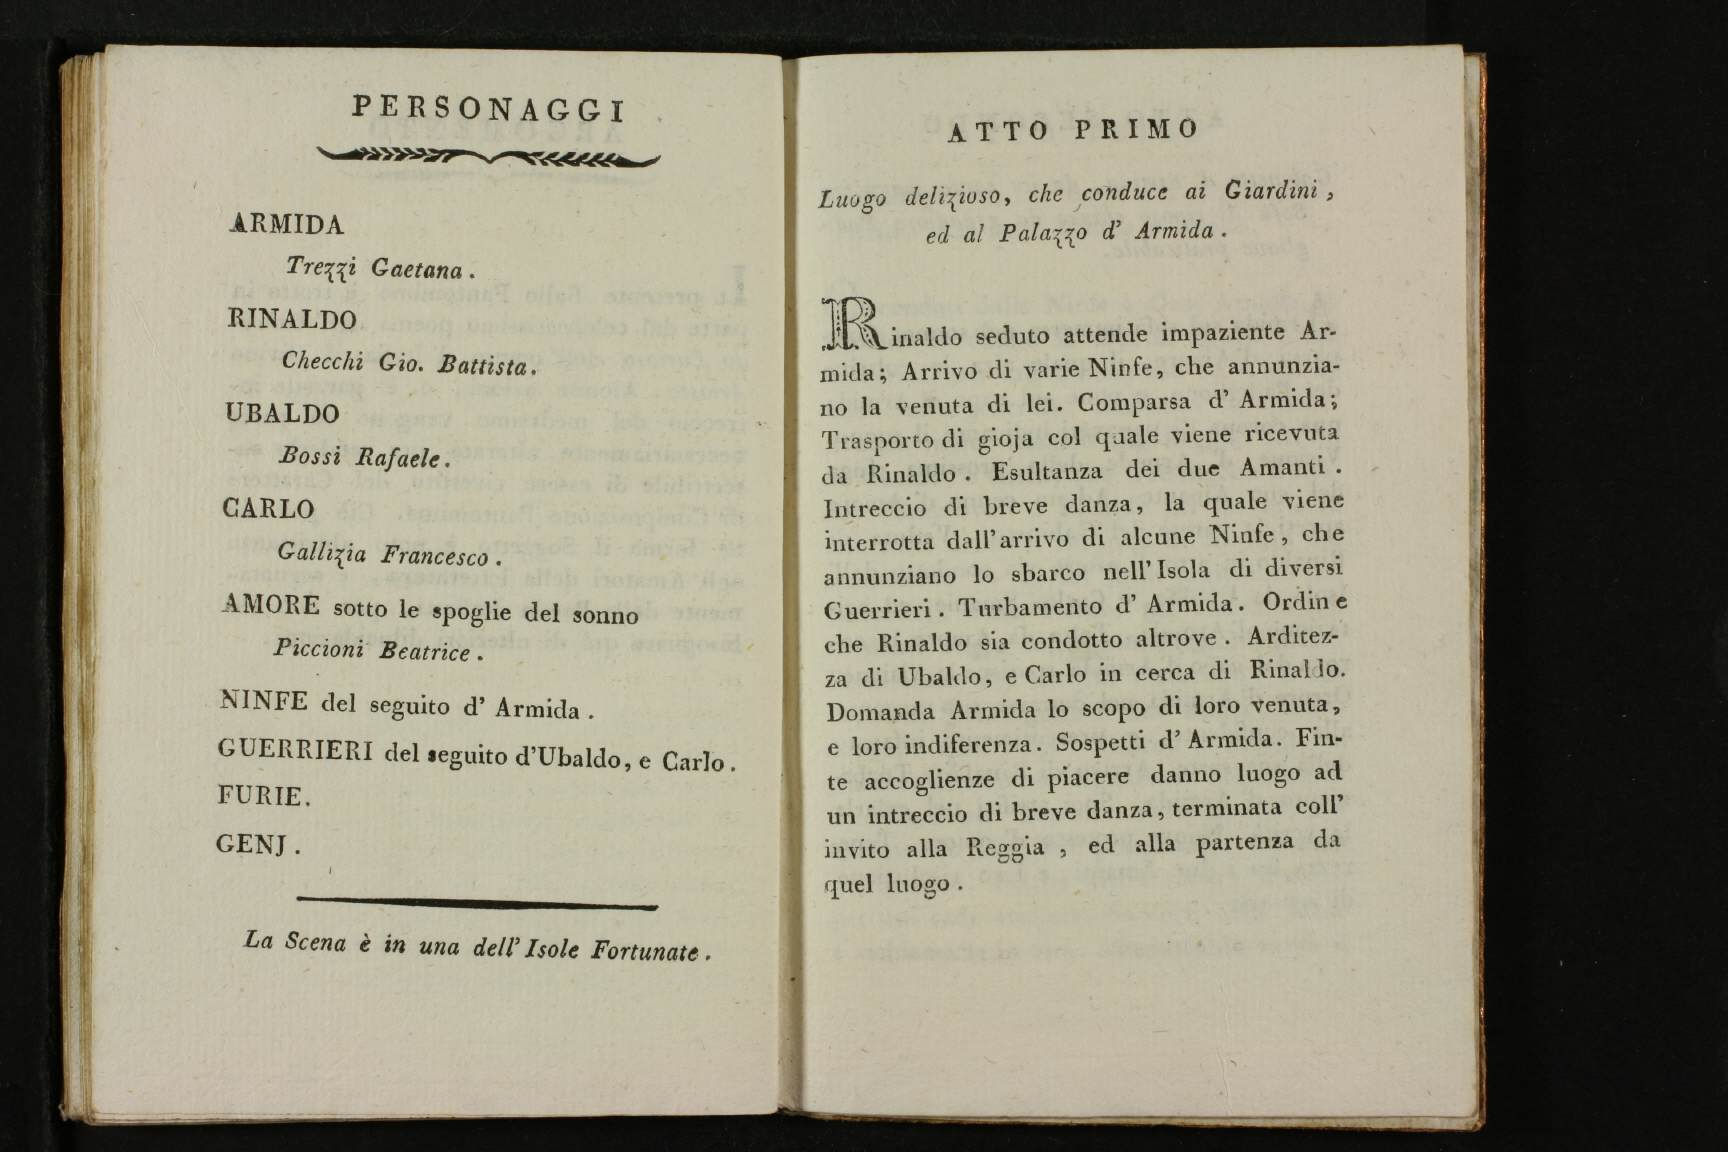 PERSONAGGI
ARMIDA
Trezzi Gaetana.
RINALDO
Checchi Gio. Battista.
UBALDO
Bossi Rafaele.
CARLO
Gallizia Francesco.
AMORE sotto le spoglie del sonno
Piccioni Beatrice.
NINFE del seguito d' Armida.
GUERRIERI del seguito d'Ubaldo, e Carlo.
FURIE.
GENJ.
La Scena è in una dell' Isole Fortunate.
ATTO PRIMO
Luogo delizioso, che conduce ai Giardini,
ed al Palazzo d' Armida.
Rinaldo seduto attende impaziente Ar-
mida; Arrivo di varie Ninfe, che annunzia-
no la venuta di lei. Comparsa d' Armida;
Trasporto di gioja col quale viene ricevuta
da Rinaldo. Esultanza dei due Amanti.
Intreccio di breve danza, la quale viene
interrotta dall'arrivo di alcune Ninfe, che
annunziano lo sbarco nell' Isola di diversi
Guerrieri. Turbamento d' Armida. Ordine
che Rinaldo sia condotto altrove. Arditez-
za di Ubaldo, e Carlo in cerca di Rinaldo.
Domanda Armida lo scopo di loro venuta,
e loro indiferenza. Sospetti d' Armida. Fin-
te accoglienze di piacere danno luogo ad
un intreccio di breve danza, terminata coll'
invito alla Reggia, ed alla partenza da
quel luogo.